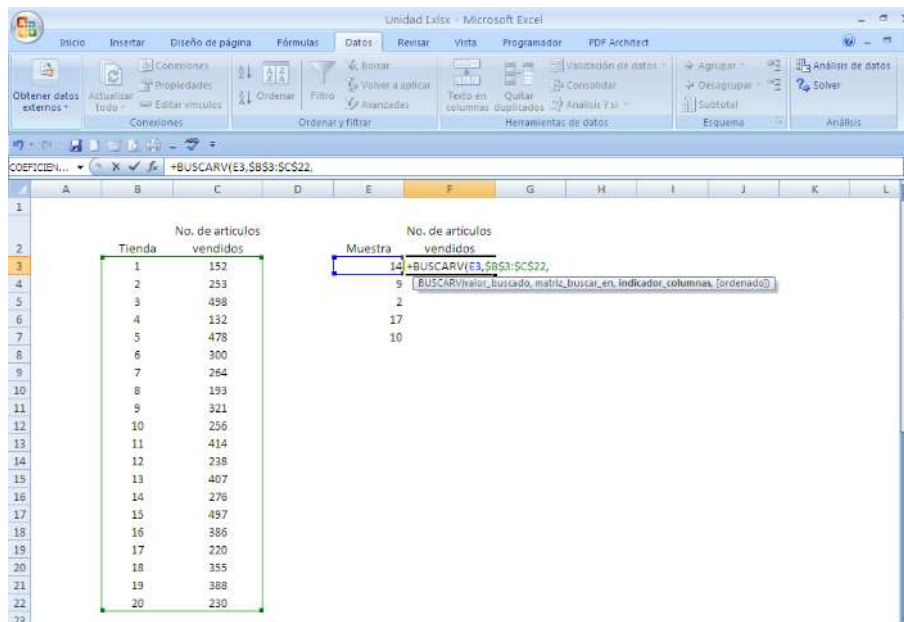 Unidad I.xlsx - Microsoft Excel
Inicio Insertar Diseño de página Fórmulas Datos Revisar Vista Programador PDF Architect
Obtener datos externos
Actualizar todo
Conexiones
Propiedades
Editar vínculos
Conexiones
Ordenar
Filtro
Borrar
Volver a aplicar
Avanzadas
Ordenar y filtrar
Texto en columnas
Quitar duplicados
Validación de datos
Consolidar
Análisis Y si
Herramientas de datos
Agrupar
Desagrupar
Subtotal
Esquema
Análisis de datos
Solver
Análisis
COEFICIEN... +BUSCARV(E3,$B$3:$C$22,
A B C D E F G H I J K L
1
No. de artículos No. de artículos
2 Tienda vendidos Muestra vendidos
3 1 152 14 +BUSCARV(E3,$B$3:$C$22,
4 2 253 9 BUSCARV(valor_buscado, matriz_buscar_en, indicador_columnas, [ordenado])
5 3 498 2
6 4 132 17
7 5 478 10
8 6 300
9 7 264
10 8 193
11 9 321
12 10 256
13 11 414
14 12 238
15 13 407
16 14 276
17 15 497
18 16 386
19 17 220
20 18 355
21 19 388
22 20 230
23